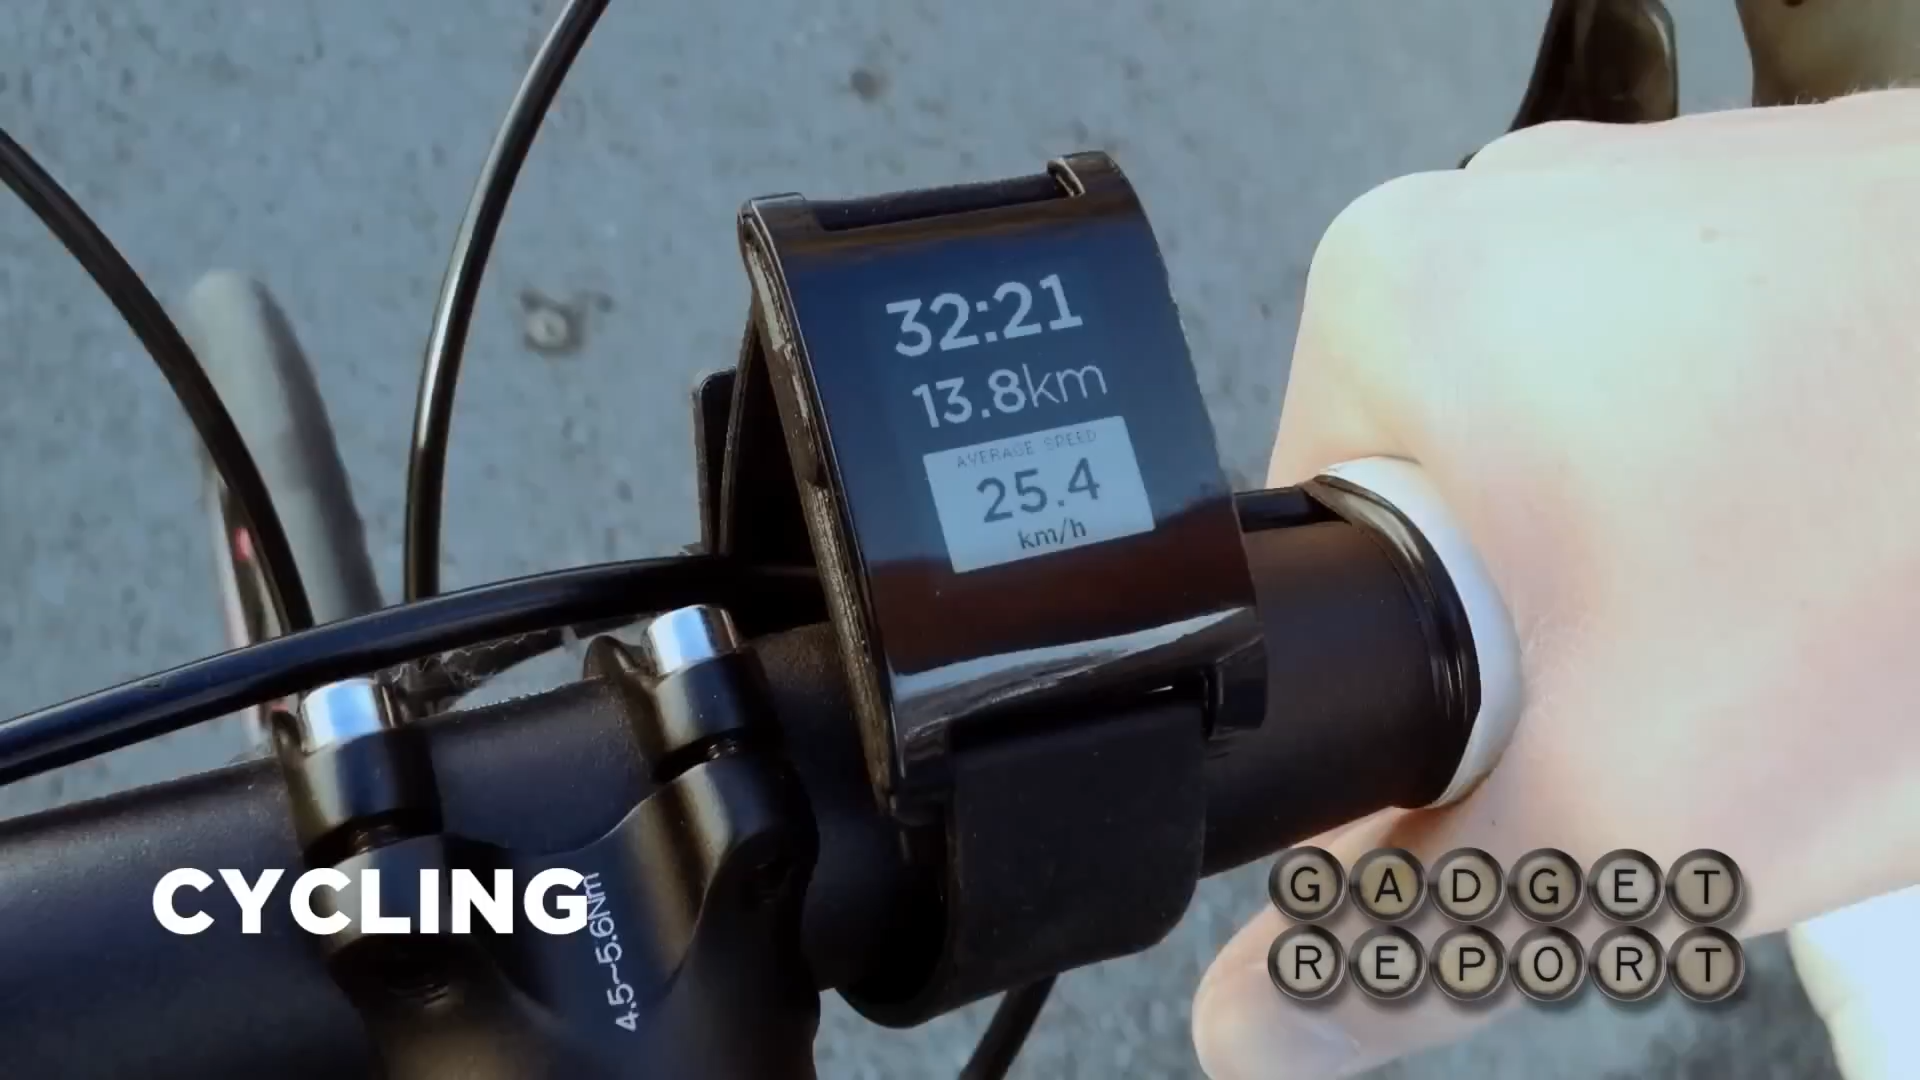 32:21
13.8km
AVERAGE SPEED
25.4
km/h
CYCLING
4.5~5.6Nm
GADGET
REPORT